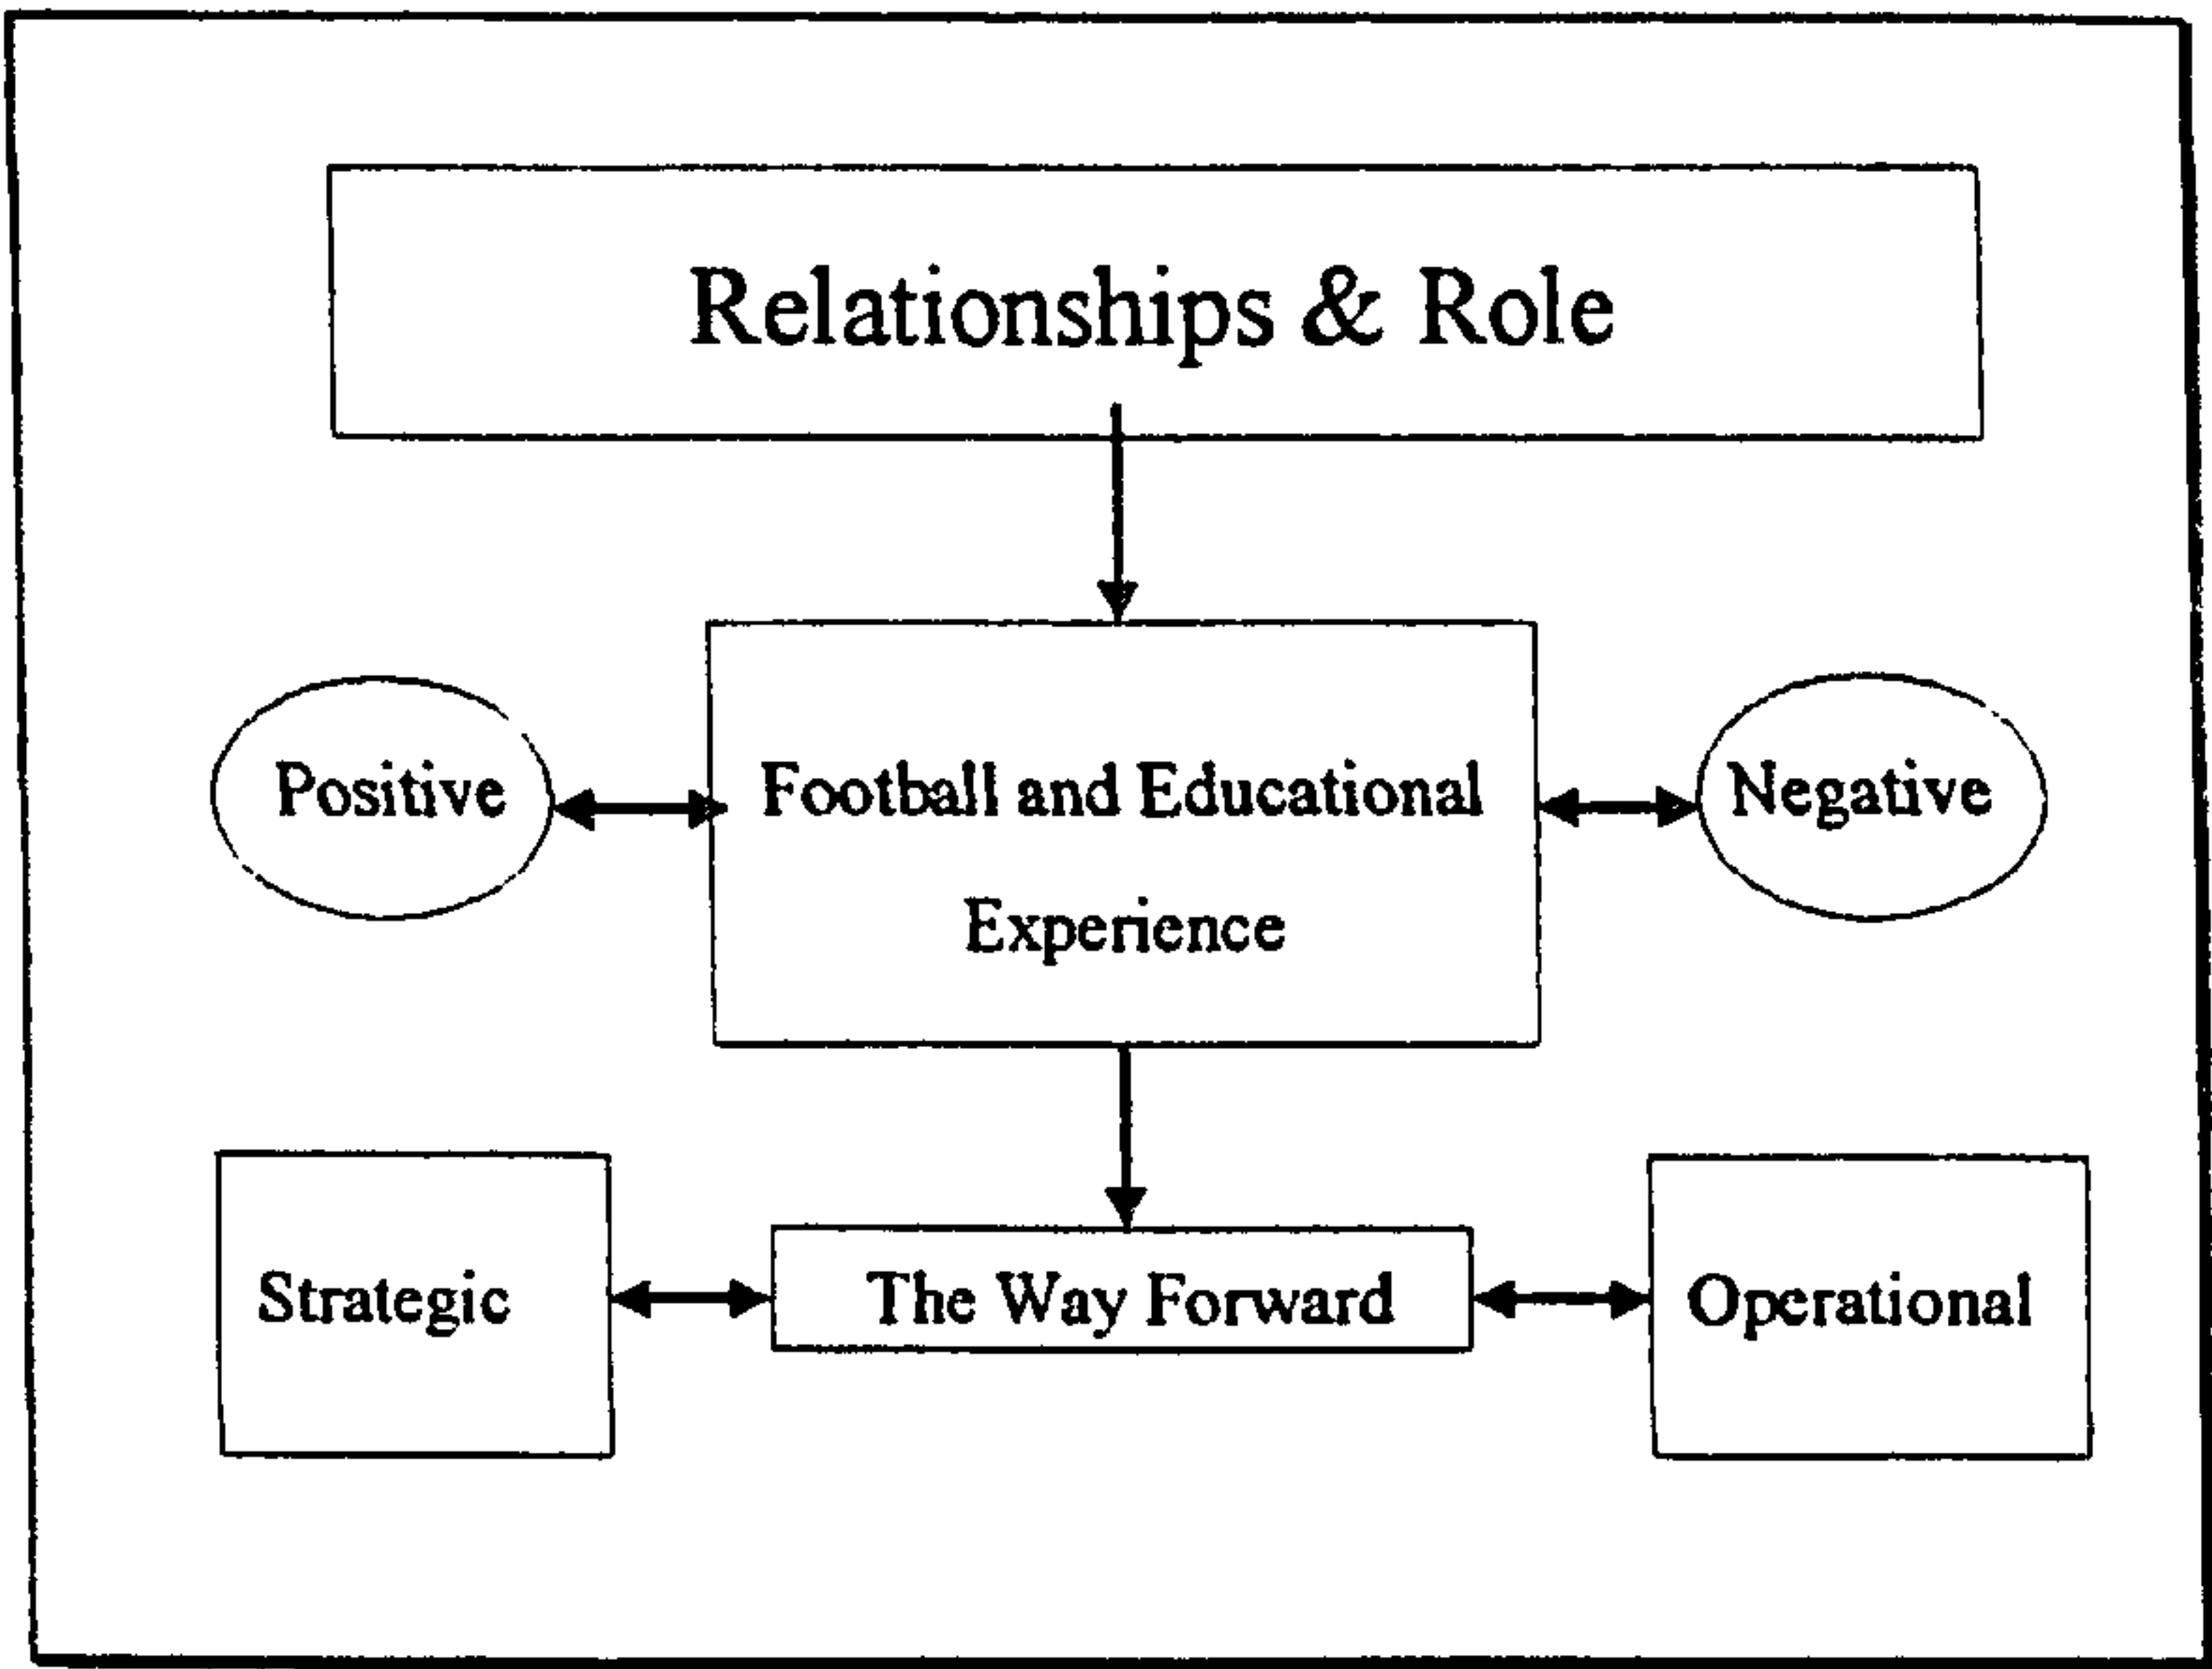 Relationships & Role
Positive
Football and Educational
Experience
Negative
Strategic
The Way Forward
Operational